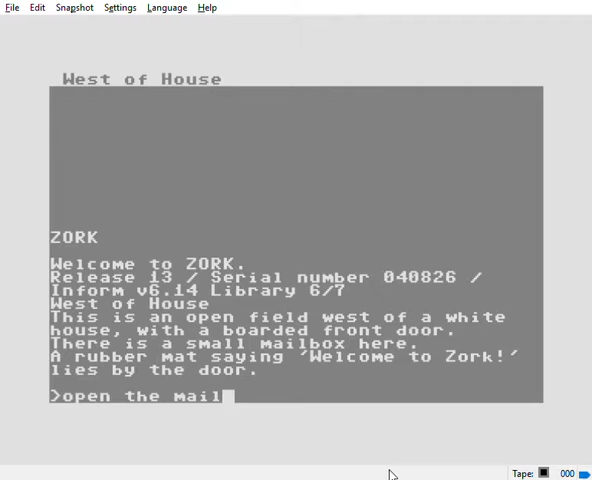 File Edit Snapshot Settings Language Help
West of House
ZORK
Welcome to ZORK.
Release 13 / Serial number 040826 /
Inform v6.14 Library 6/7
West of House
This is an open field west of a white
house, with a boarded front door.
There is a small mailbox here.
A rubber mat saying 'Welcome to Zork!'
lies by the door.
>open the mail
Tape: 000